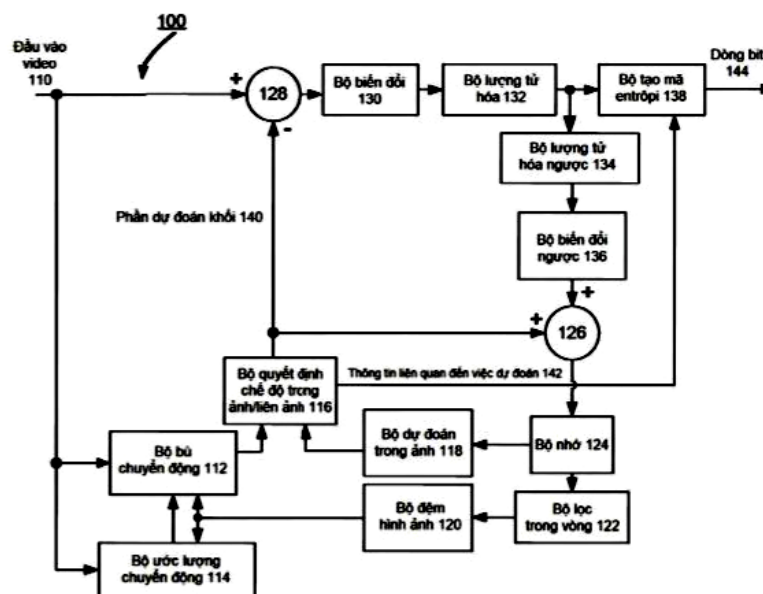 100
Đầu vào
video
110
+
128
-
Bộ biến đổi
130
Bộ lượng tử
hóa 132
Bộ tạo mã
entrôpi 138
Dòng bit
144
Bộ lượng tử
hóa ngược 134
Phần dự đoán khối 140
Bộ biến đổi
ngược 136
+
+
126
Bộ quyết định
chế độ trong
ảnh/liên ảnh 116
Thông tin liên quan đến việc dự đoán 142
Bộ bù
chuyển động 112
Bộ dự đoán
trong ảnh 118
Bộ nhớ 124
Bộ đệm
hình ảnh 120
Bộ lọc
trong vòng 122
Bộ ước lượng
chuyển động 114